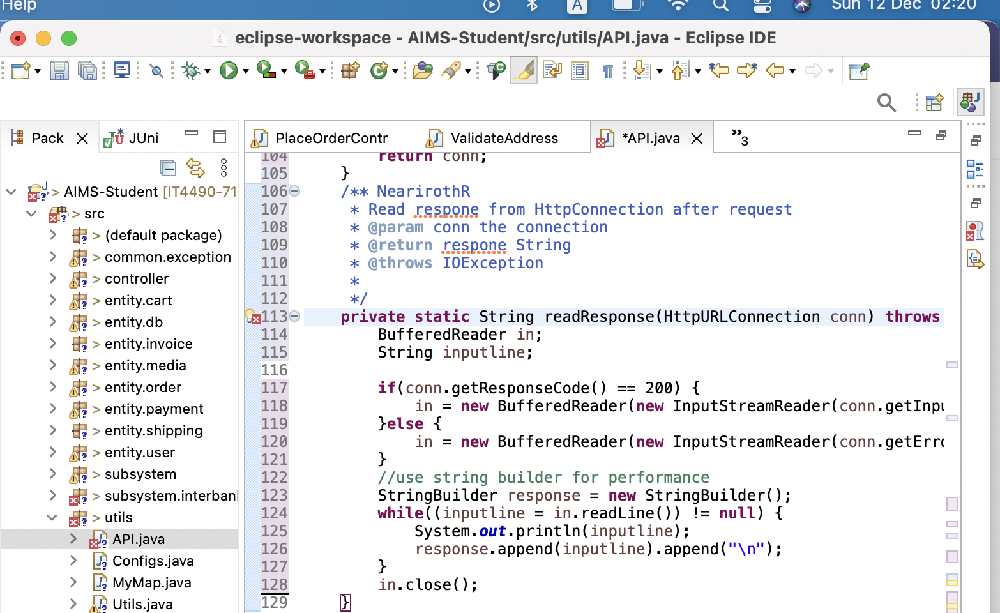 Help
A
Sun 12 Dec 02:20
eclipse-workspace - AIMS-Student/src/utils/API.java - Eclipse IDE
Pack
JUni
PlaceOrderContr
ValidateAddress
*API.java
»3
> AIMS-Student [IT4490-71
> src
> (default package)
> common.exception
> controller
> entity.cart
> entity.db
> entity.invoice
> entity.media
> entity.order
> entity.payment
> entity.shipping
> entity.user
> subsystem
> subsystem.interban
> utils
API.java
Configs.java
MyMap.java
Utils.java
104 return conn;
105 }
106 /** NearirothR
107 * Read respone from HttpConnection after request
108 * @param conn the connection
109 * @return respone String
110 * @throws IOException
111 *
112 */
113 private static String readResponse(HttpURLConnection conn) throws
114 BufferedReader in;
115 String inputline;
116
117 if(conn.getResponseCode() == 200) {
118 in = new BufferedReader(new InputStreamReader(conn.getInpu
119 }else {
120 in = new BufferedReader(new InputStreamReader(conn.getErro
121 }
122 //use string builder for performance
123 StringBuilder response = new StringBuilder();
124 while((inputline = in.readLine()) != null) {
125 System.out.println(inputline);
126 response.append(inputline).append("\n");
127 }
128 in.close();
129 }